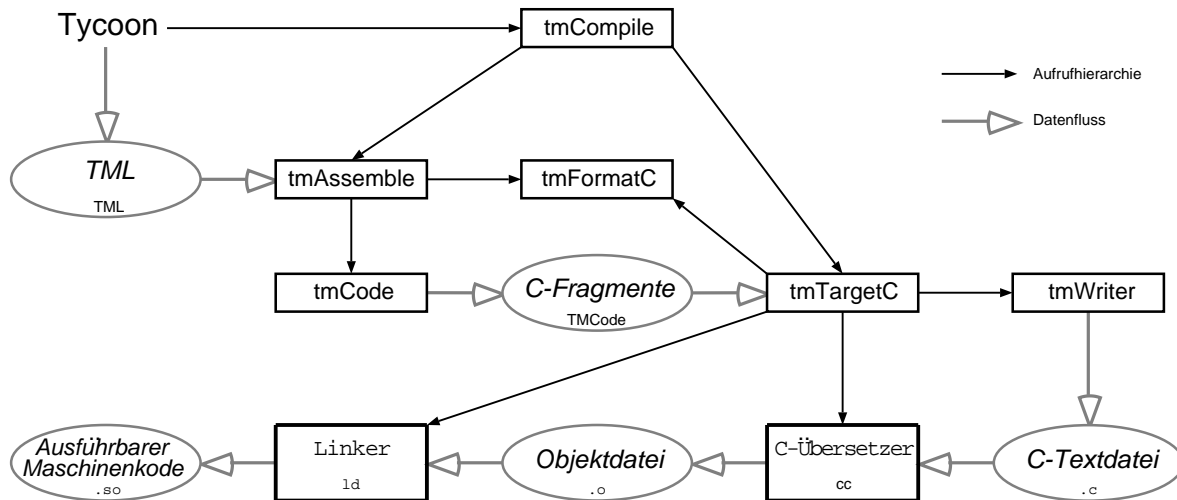 Tycoon
tmCompile
Aufrufhierarchie
Datenfluss
TML
TML
tmAssemble
tmFormatC
tmCode
C-Fragmente
TMCode
tmTargetC
tmWriter
Ausführbarer
Maschinenkode
.so
Linker
ld
Objektdatei
.o
C-Übersetzer
cc
C-Textdatei
.c